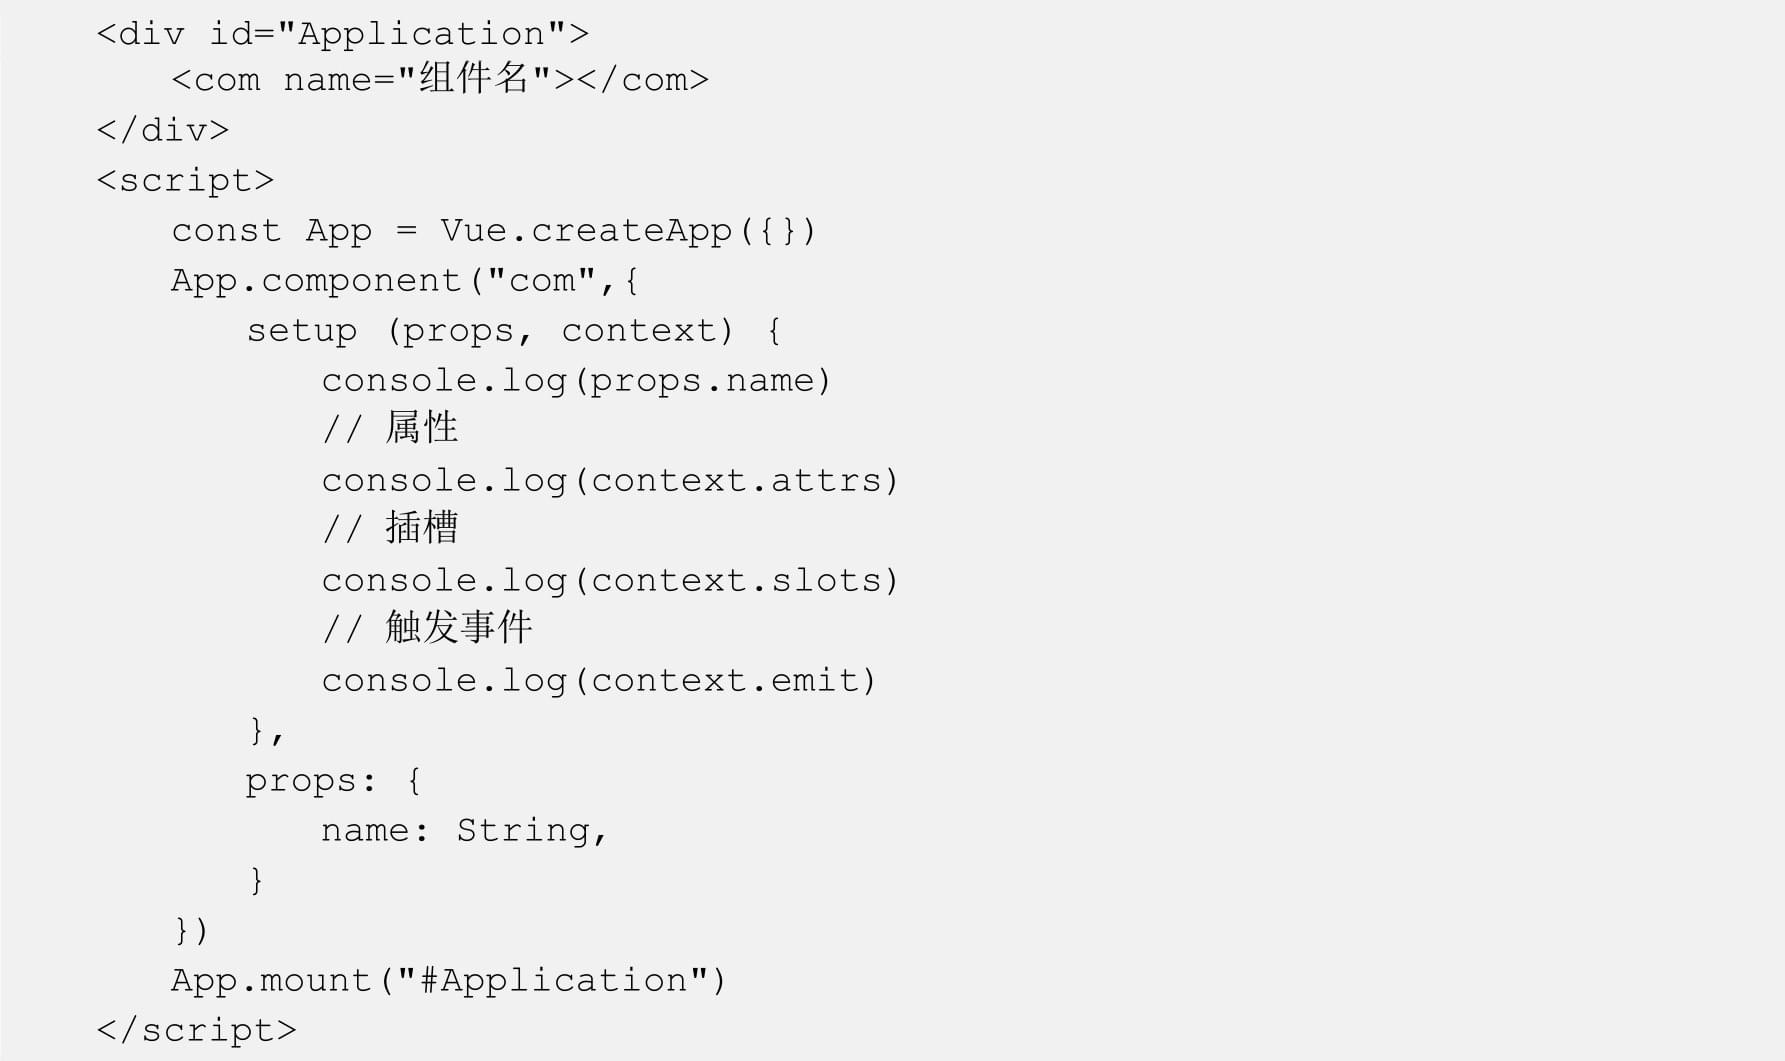 <div id="Application">
    <com name="组件名"></com>
</div>
<script>
    const App = Vue.createApp({})
    App.component("com",{
        setup (props, context) {
            console.log(props.name)
            // 属性
            console.log(context.attrs)
            // 插槽
            console.log(context.slots)
            // 触发事件
            console.log(context.emit)
        },
        props: {
            name: String,
        }
    })
    App.mount("#Application")
</script>